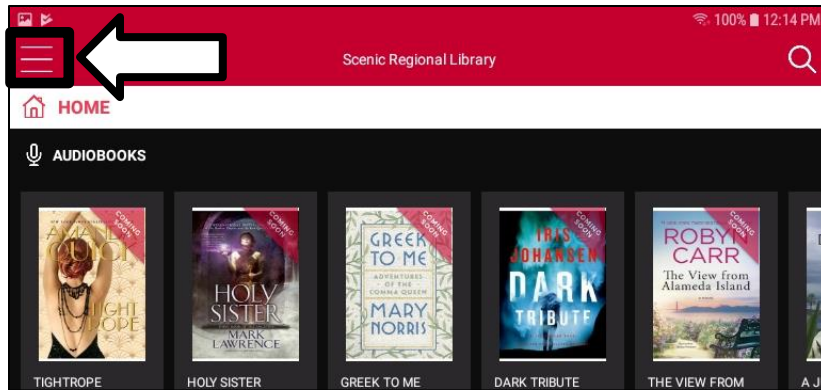 100% 12:14 PM
Scenic Regional Library
HOME
AUDIOBOOKS
AMANDA
QUICK
TIGHT
ROPE
COMING
SOON
HOLY
SISTER
MARK
LAWRENCE
COMING
SOON
GREEK
TO ME
ADVENTURES
OF THE
COMMA QUEEN
MARY
NORRIS
COMING
SOON
IRIS
JOHANSEN
DARK
TRIBUTE
COMING
SOON
ROBYN
CARR
The View from
Alameda Island
COMING
SOON
TIGHTROPE
HOLY SISTER
GREEK TO ME
DARK TRIBUTE
THE VIEW FROM
A J